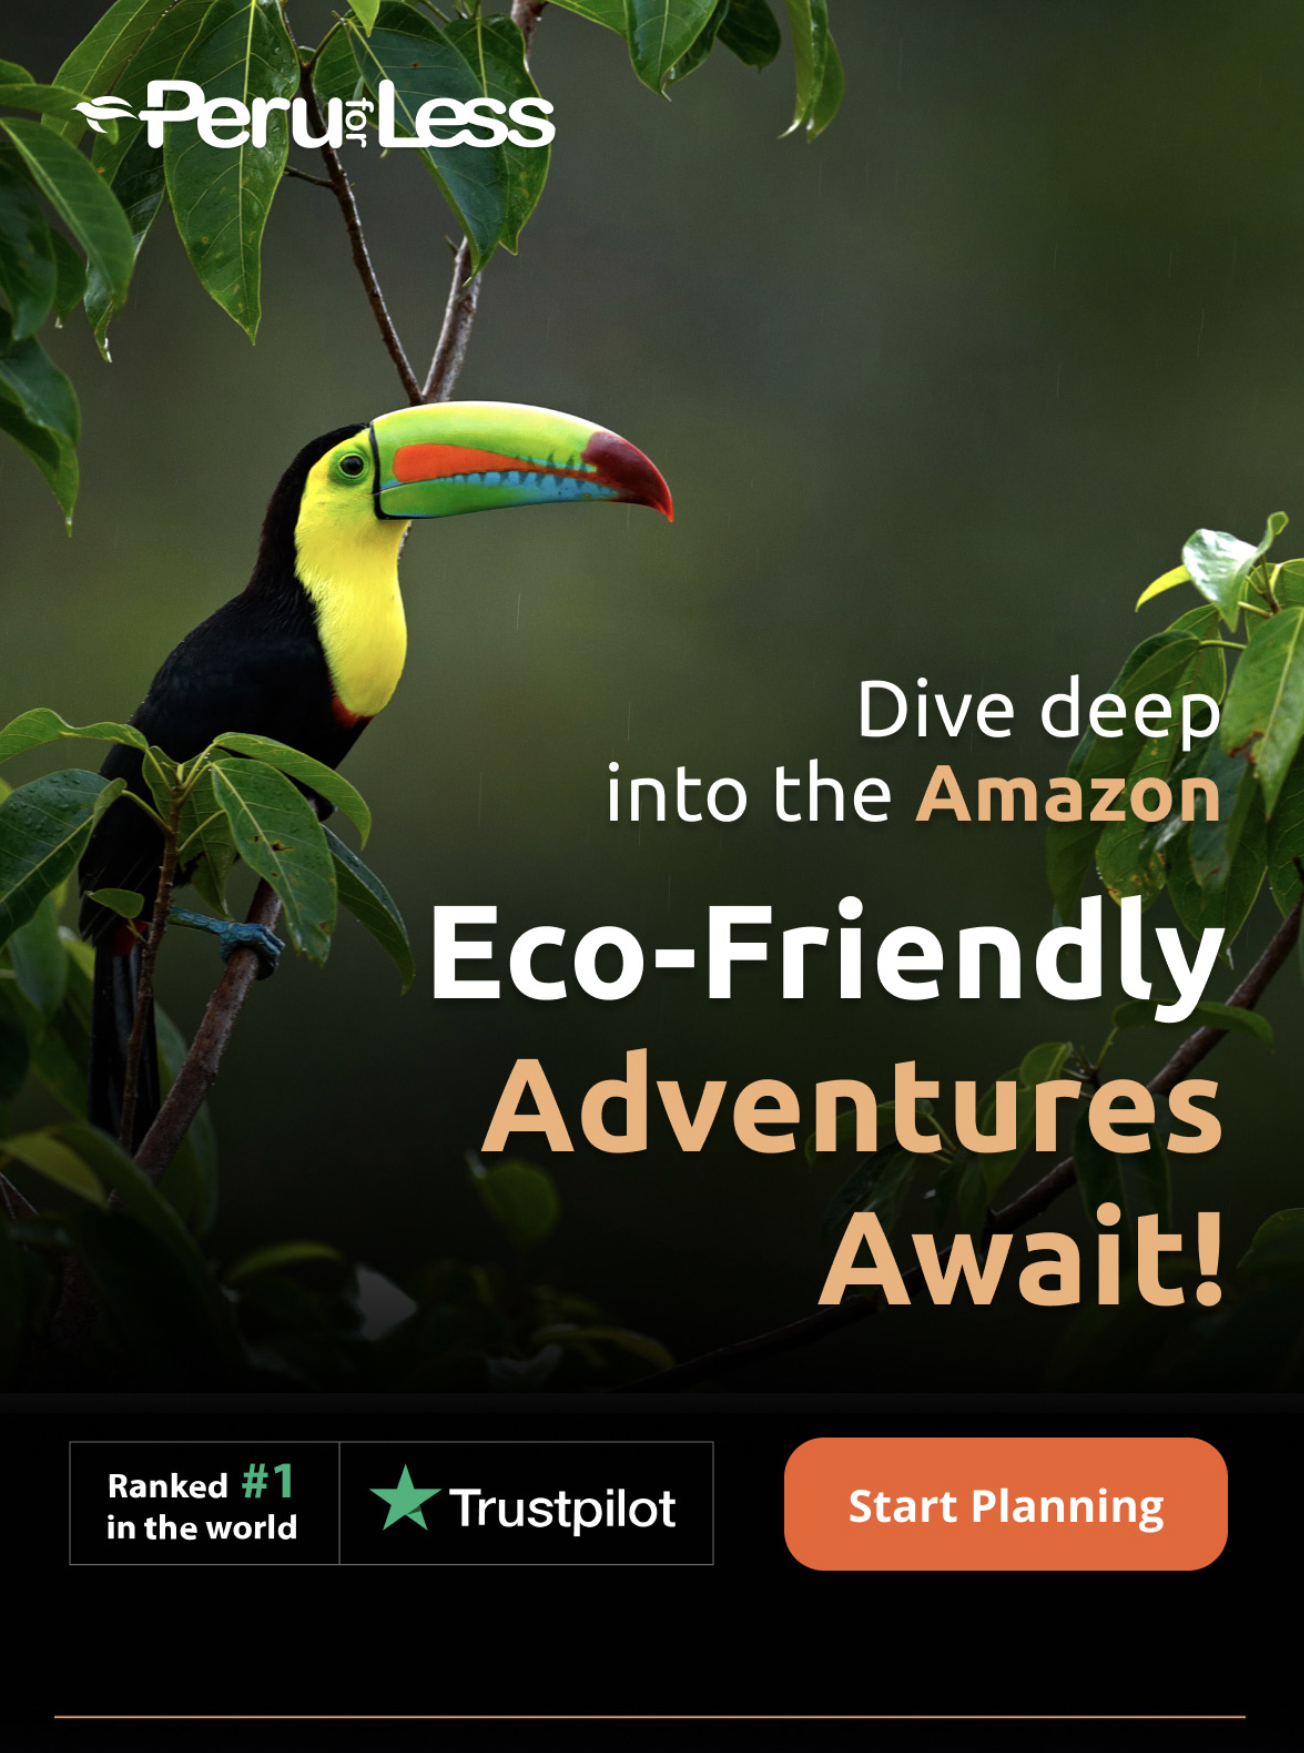 Peru for Less
Dive deep
into the Amazon
Eco-Friendly
Adventures
Await!
Ranked #1
in the world
Trustpilot
Start Planning